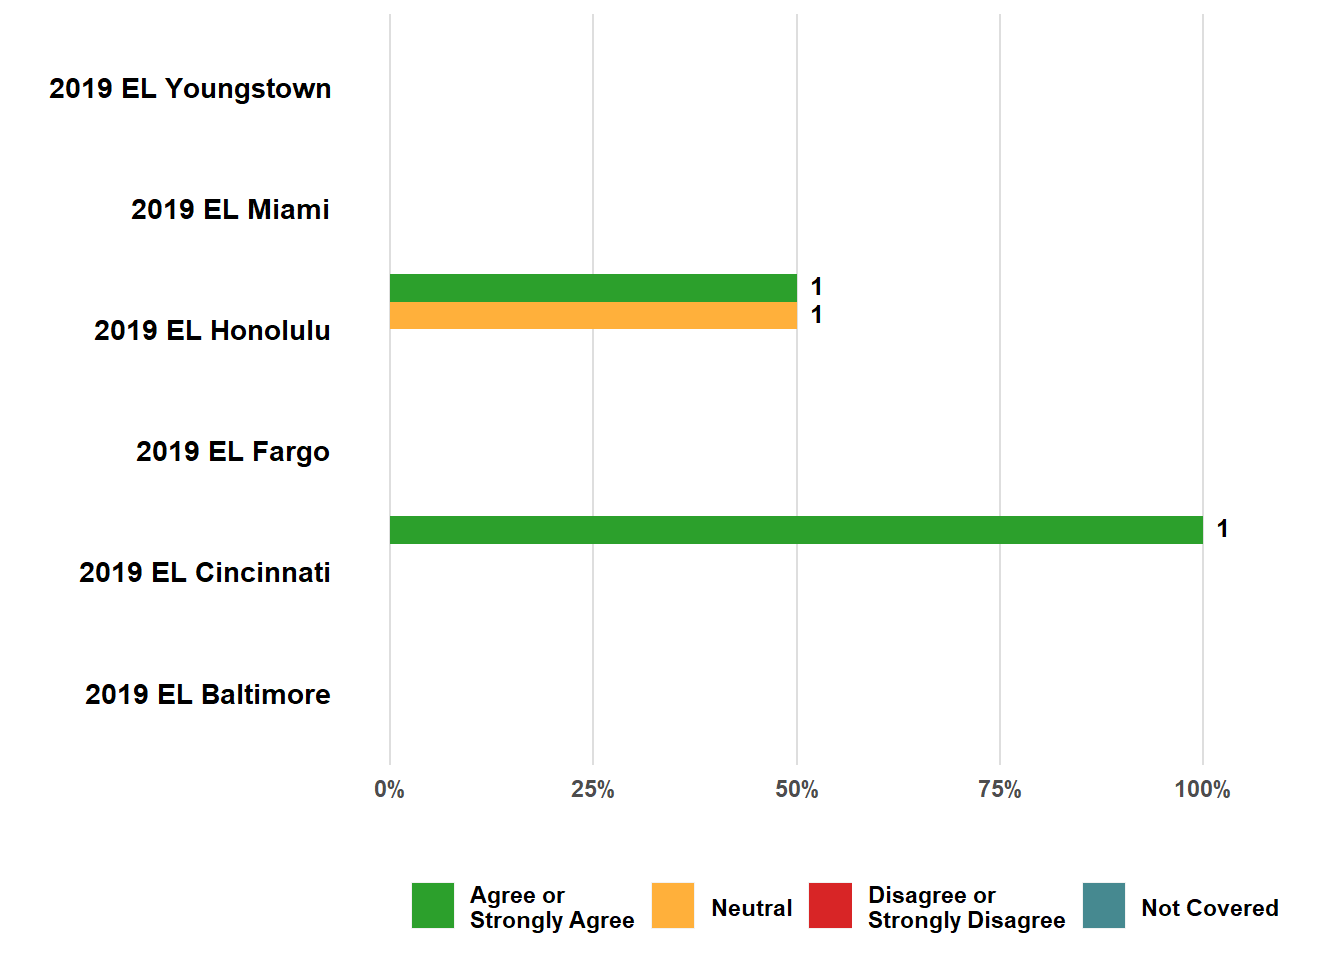 2019 EL Youngstown
2019 EL Miami
1
1
2019 EL Honolulu
2019 EL Fargo
1
2019 EL Cincinnati
2019 EL Baltimore
0% 25% 50% 75% 100%
Agree or
Strongly Agree
Neutral
Disagree or
Strongly Disagree
Not Covered